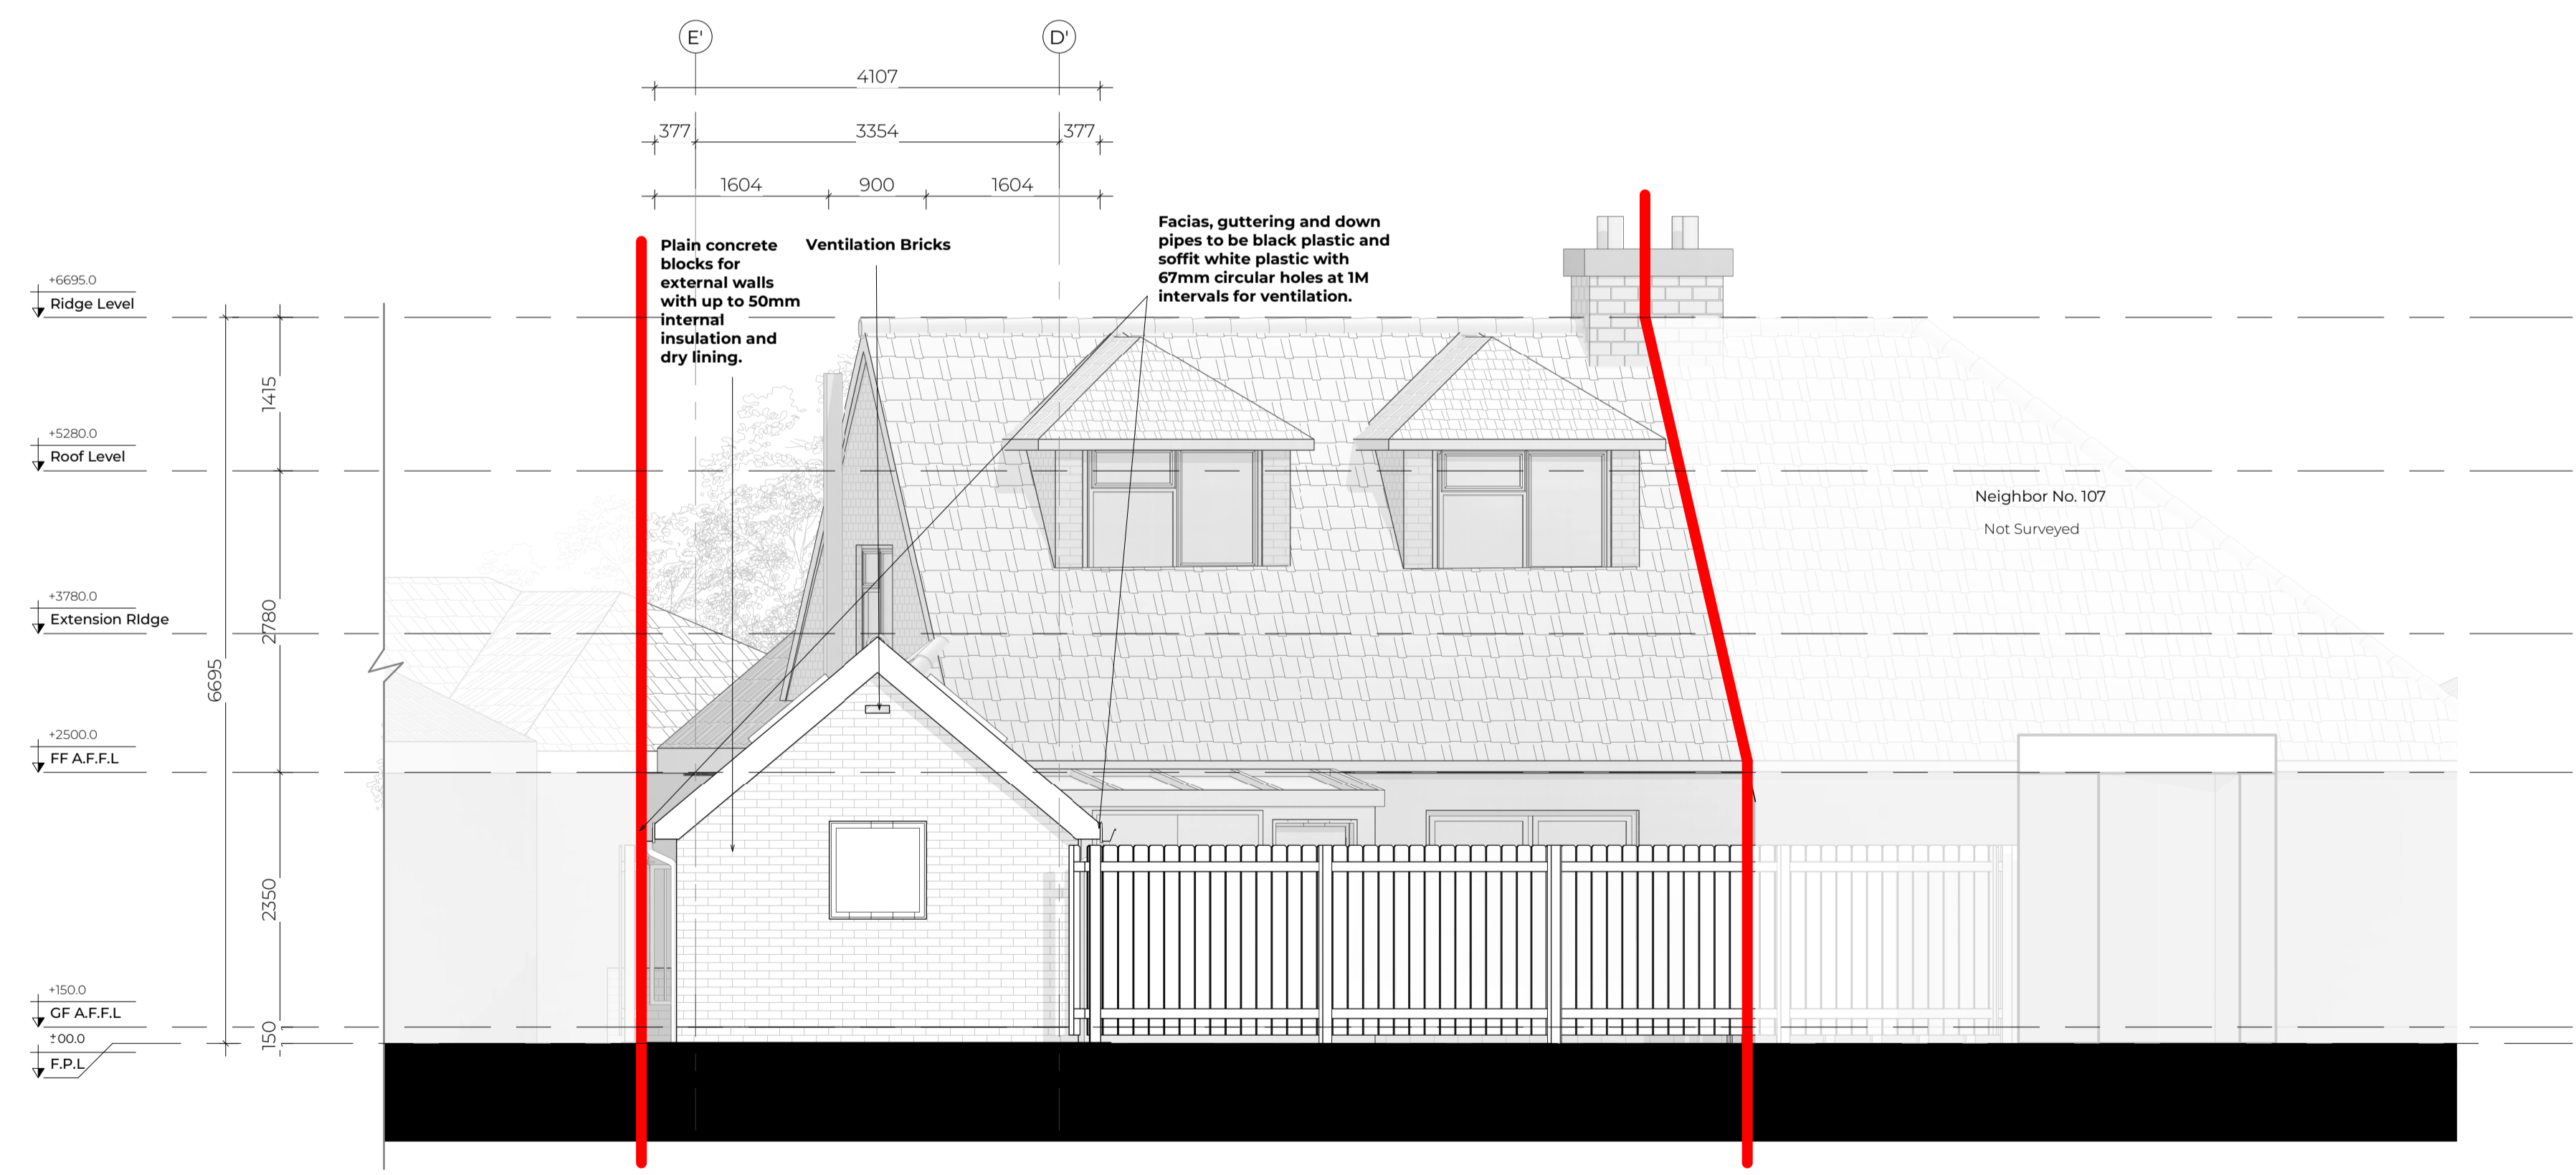 E'
D'
4107
377
3354
377
1604
900
1604
Plain concrete
blocks for
external walls
with up to 50mm
internal
insulation and
dry lining.
Ventilation Bricks
Facias, guttering and down
pipes to be black plastic and
soffit white plastic with
67mm circular holes at 1M
intervals for ventilation.
+6695.0
Ridge Level
+5280.0
Roof Level
+3780.0
Extension RIdge
+2500.0
FF A.F.F.L
+150.0
GF A.F.F.L
±00.0
F.P.L
6695
1415
2780
2350
150
Neighbor No. 107
Not Surveyed